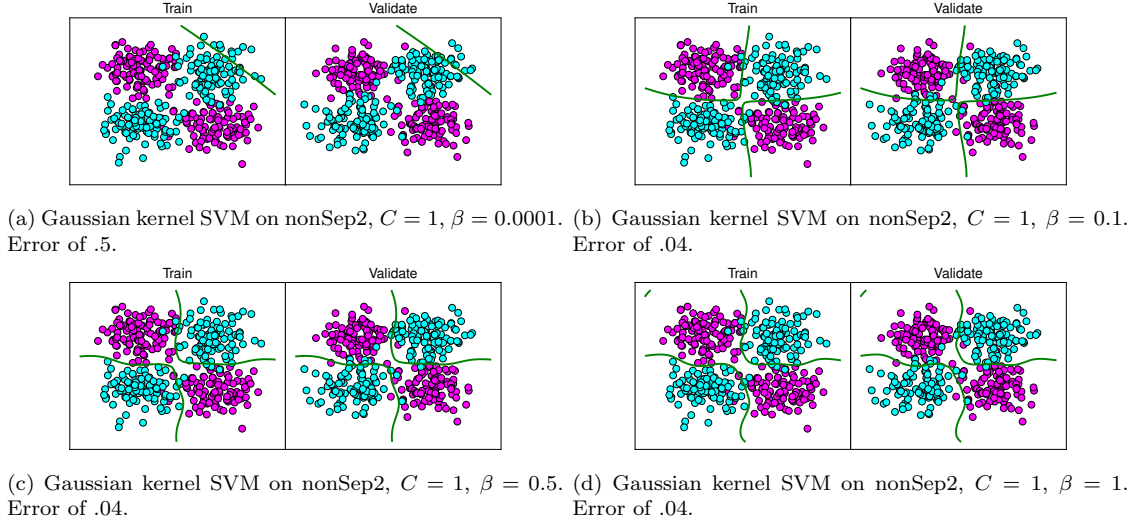 Train
Validate
Train
Validate
(a) Gaussian kernel SVM on nonSep2, C = 1, β = 0.0001.
Error of .5.
(b) Gaussian kernel SVM on nonSep2, C = 1, β = 0.1.
Error of .04.
Train
Validate
Train
Validate
(c) Gaussian kernel SVM on nonSep2, C = 1, β = 0.5.
Error of .04.
(d) Gaussian kernel SVM on nonSep2, C = 1, β = 1.
Error of .04.